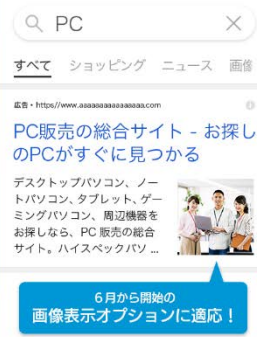 PC
すべて ショッピング ニュース 画像
広告・https://www.aaaaaaaaaaaaaaa.com
PC販売の総合サイト - お探し
のPCがすぐに見つかる
デスクトップパソコン、ノー
トパソコン、タブレット、ゲー
ミングパソコン、周辺機器を
お探しなら、PC 販売の総合
サイト。ハイスペックパソ ...
6月から開始の
画像表示オプションに適応！